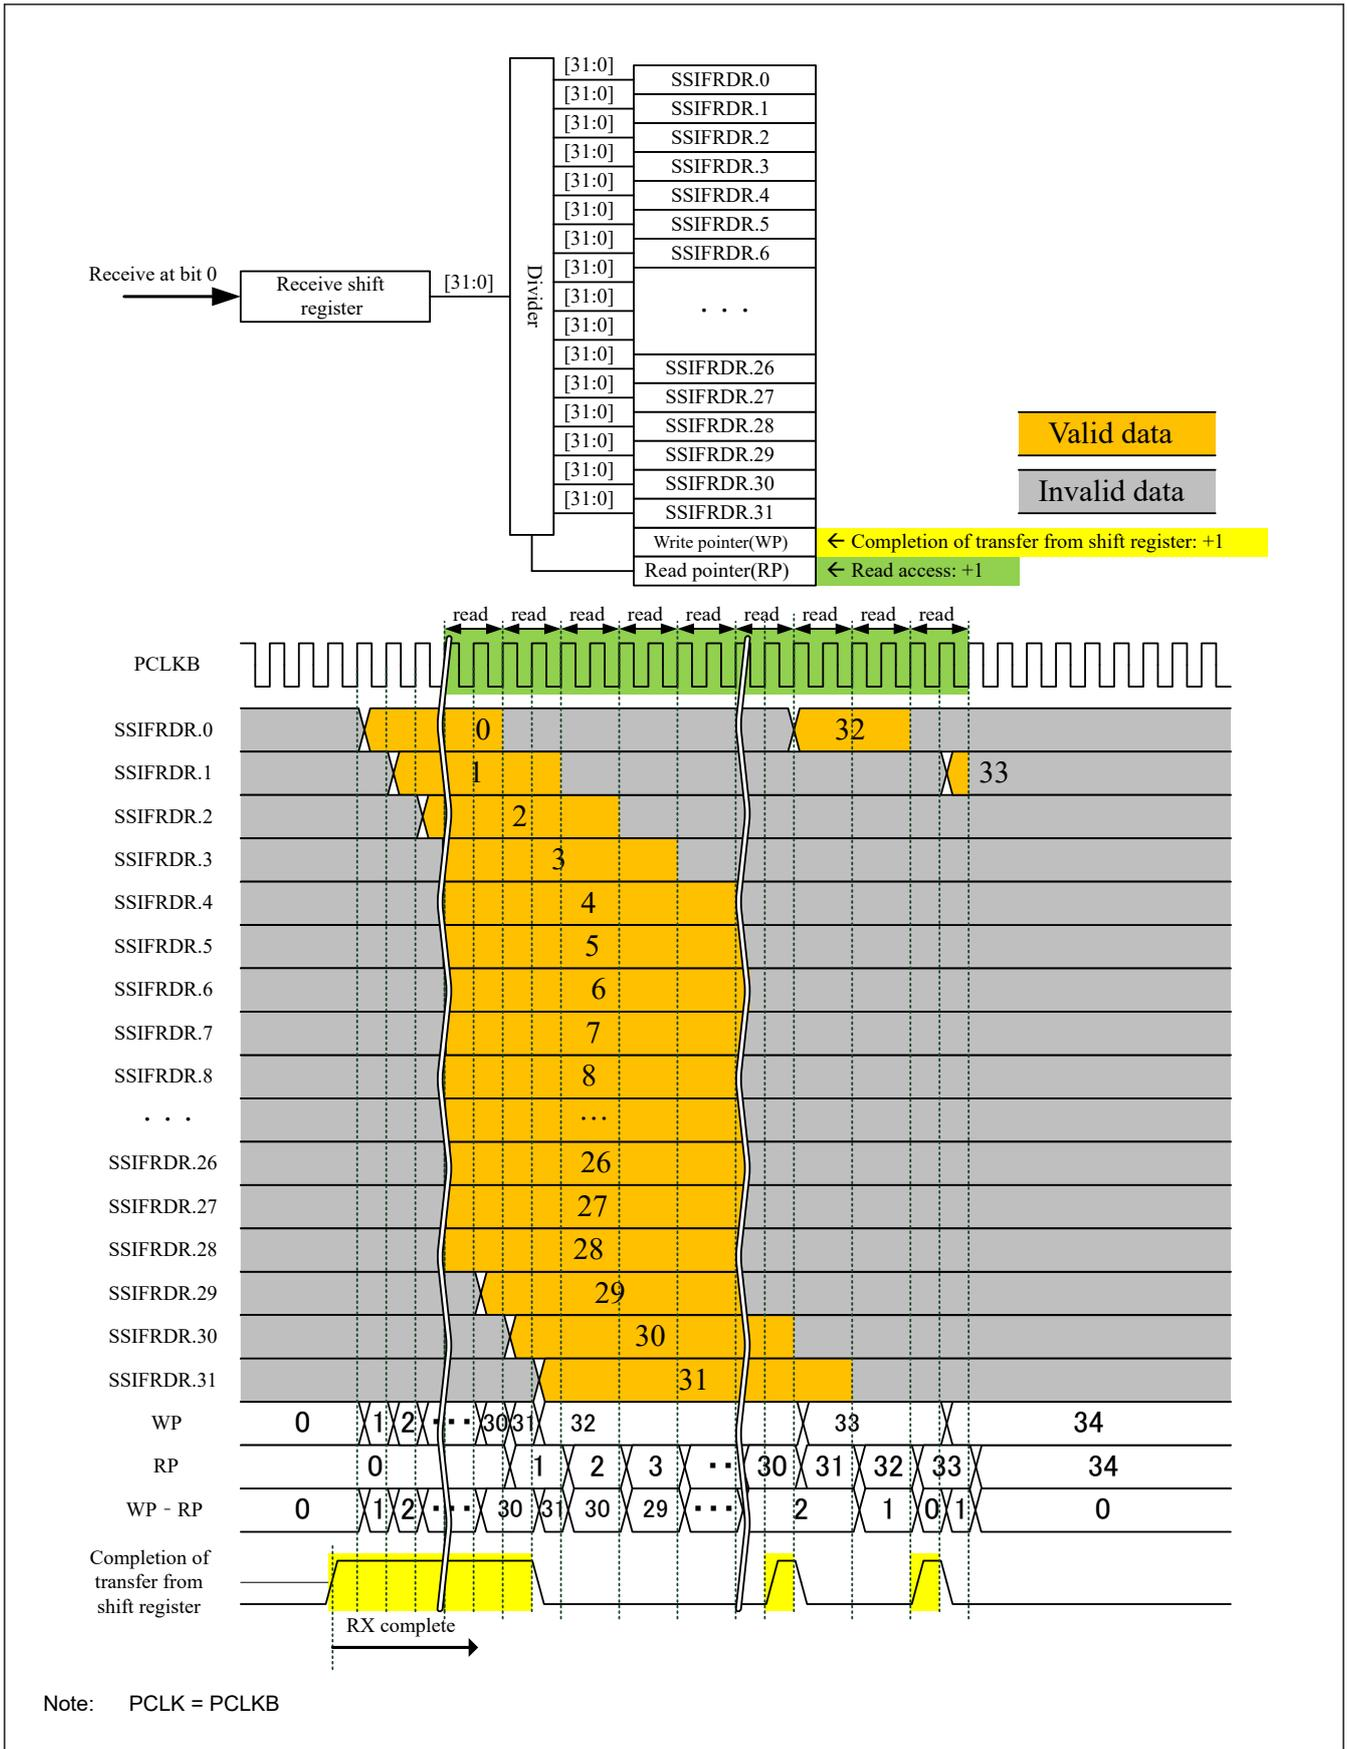 [31:0] SSIFRDR.0
[31:0] SSIFRDR.1
[31:0] SSIFRDR.2
[31:0] SSIFRDR.3
[31:0] SSIFRDR.4
[31:0] SSIFRDR.5
[31:0] SSIFRDR.6
[31:0]
[31:0] . . .
[31:0]
[31:0] SSIFRDR.26
[31:0] SSIFRDR.27
[31:0] SSIFRDR.28
[31:0] SSIFRDR.29
[31:0] SSIFRDR.30
[31:0] SSIFRDR.31
Receive at bit 0
Receive shift
register
[31:0]
Divider
Valid data
Invalid data
Write pointer(WP) ← Completion of transfer from shift register: +1
Read pointer(RP) ← Read access: +1
read read read read read read read read read
PCLKB
SSIFRDR.0 0 32
SSIFRDR.1 1 33
SSIFRDR.2 2
SSIFRDR.3 3
SSIFRDR.4 4
SSIFRDR.5 5
SSIFRDR.6 6
SSIFRDR.7 7
SSIFRDR.8 8
. . . ...
SSIFRDR.26 26
SSIFRDR.27 27
SSIFRDR.28 28
SSIFRDR.29 29
SSIFRDR.30 30
SSIFRDR.31 31
WP 0 1 2 ... 30 31 32 33 34
RP 0 1 2 3 .. 30 31 32 33 34
WP - RP 0 1 2 .... 30 31 30 29 ... 2 1 0 1 0
Completion of
transfer from
shift register
RX complete
Note: PCLK = PCLKB